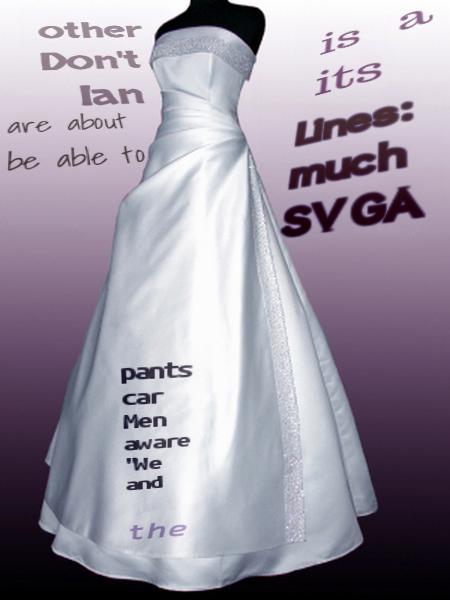 other
Don't
Ian
are about
be able to
is a
its
Lines:
much
SVGA
pants
car
Men
aware
"We
and
the